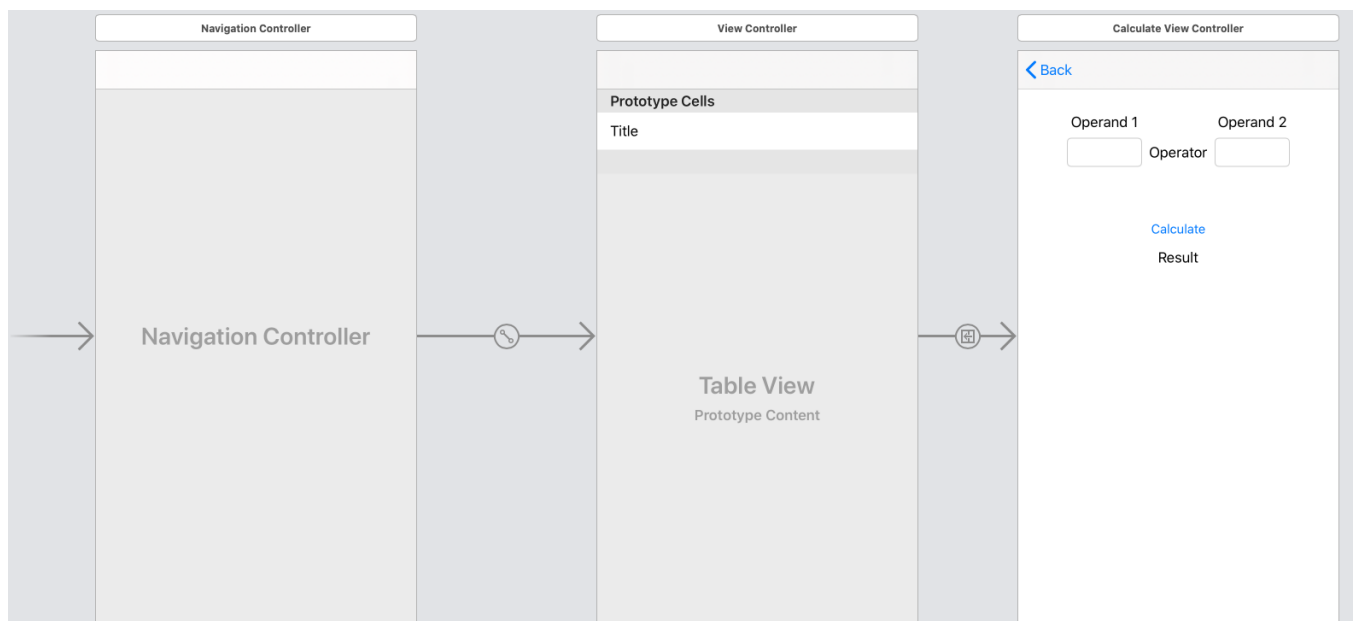 Navigation Controller
View Controller
Calculate View Controller
Back
Prototype Cells
Title
Operand 1
Operand 2
Operator
Calculate
Result
Navigation Controller
Table View
Prototype Content